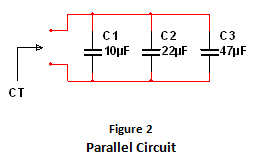 C1 C2 C3
10µF 22µF 47µF
CT
Figure 2
Parallel Circuit